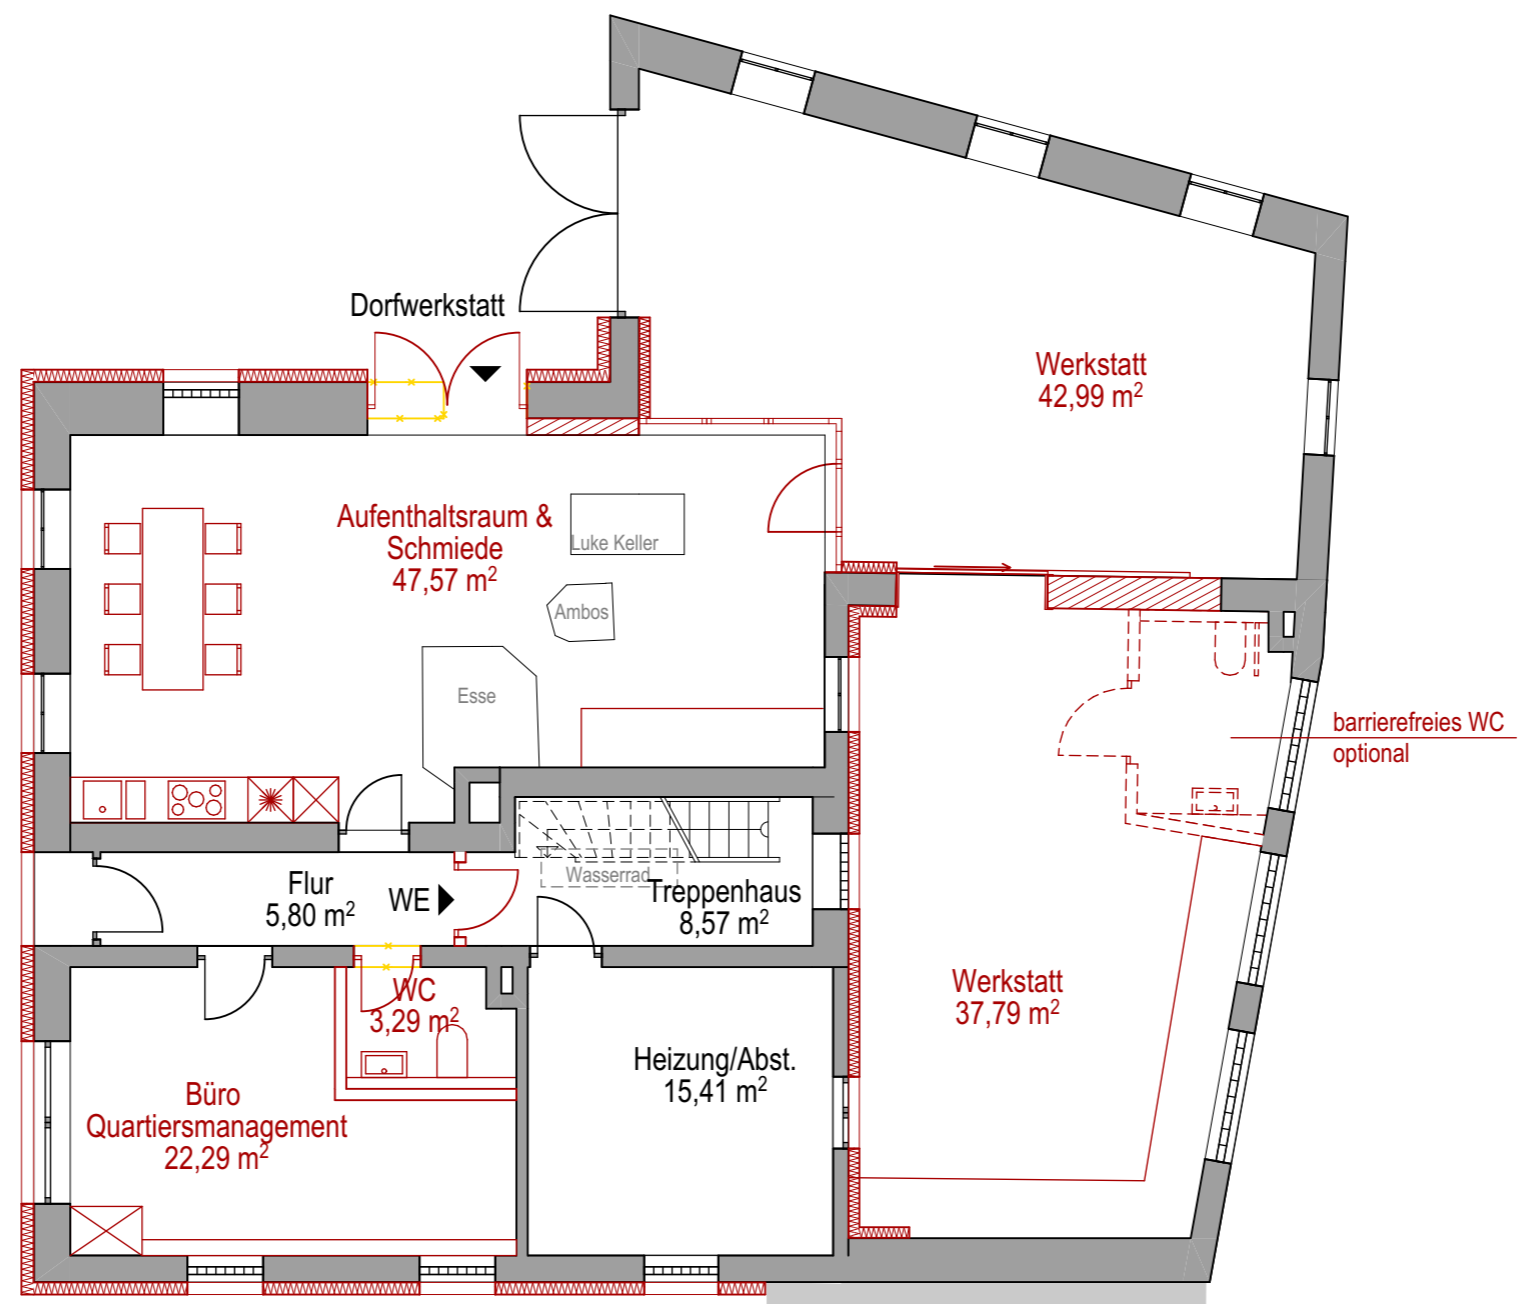 Dorfwerkstatt
Werkstatt
42,99 m²
Aufenthaltsraum &
Schmiede
47,57 m²
Luke Keller
Ambos
Esse
barrierefreies WC
optional
Wasserrad
Flur
5,80 m²
WE
Treppenhaus
8,57 m²
WC
3,29 m²
Werkstatt
37,79 m²
Heizung/Abst.
15,41 m²
Büro
Quartiersmanagement
22,29 m²